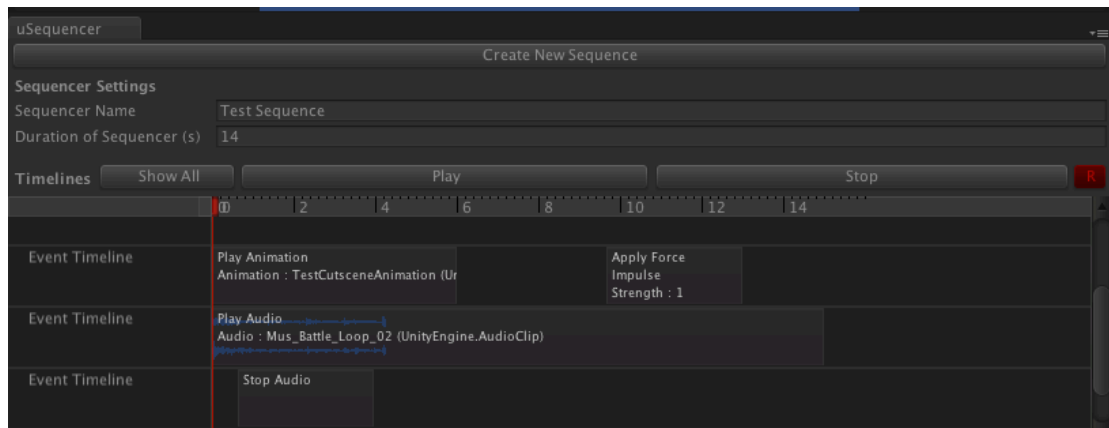 uSequencer
Create New Sequence
Sequencer Settings
Sequencer Name Test Sequence
Duration of Sequencer (s) 14
Timelines Show All Play Stop R
0 2 4 6 8 10 12 14
Event Timeline Play Animation Apply Force
Animation : TestCutsceneAnimation (Ur Impulse
Strength : 1
Event Timeline Play Audio
Audio : Mus_Battle_Loop_02 (UnityEngine.AudioClip)
Event Timeline Stop Audio